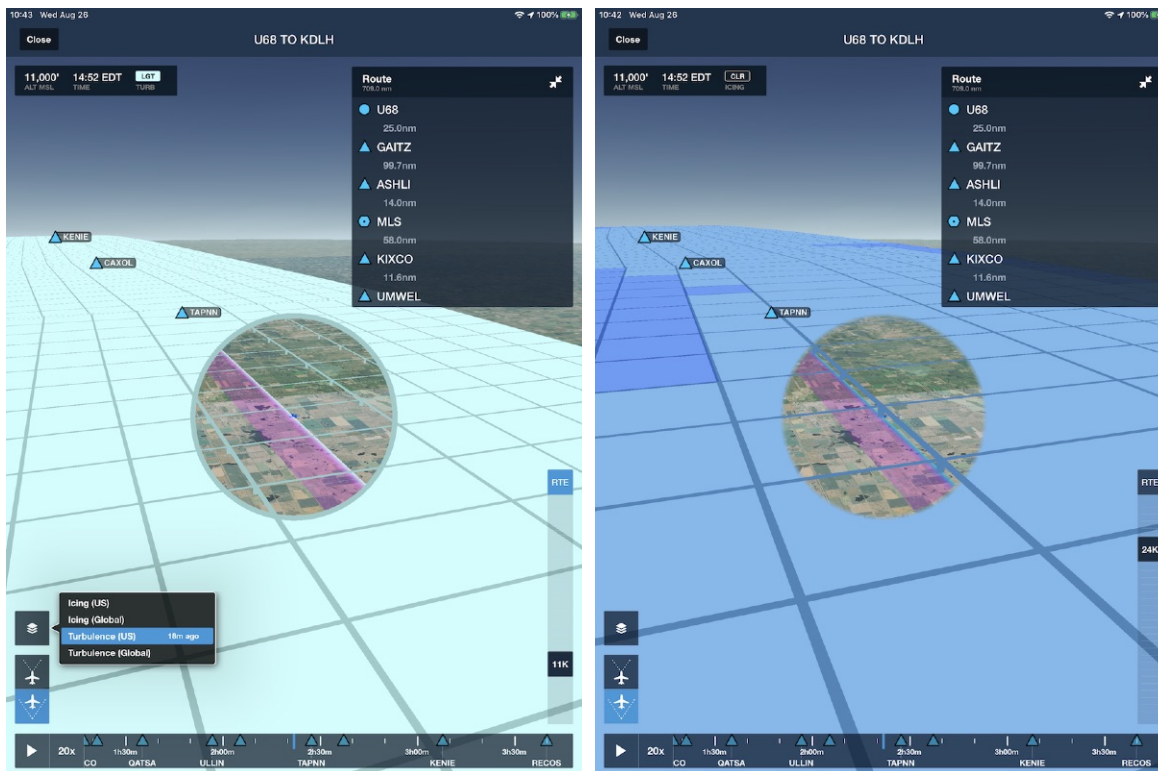 10:43 Wed Aug 26
100%
Close
U68 TO KDLH
11,000' 14:52 EDT LGT
ALT MSL TIME TURB
Route
709.0 nm
U68
25.0nm
GAITZ
99.7nm
ASHLI
14.0nm
MLS
58.0nm
KIXCO
11.6nm
UMWEL
KENIE
CAXOL
TAPNN
RTE
Icing (US)
Icing (Global)
Turbulence (US) 18m ago
Turbulence (Global)
11K
20x
1h30m 2h00m 2h30m 3h00m 3h30m
CO QATSA ULLIN TAPNN KENIE RECOS
10:42 Wed Aug 26
100%
Close
U68 TO KDLH
11,000' 14:52 EDT CLR
ALT MSL TIME ICING
Route
709.0 nm
U68
25.0nm
GAITZ
99.7nm
ASHLI
14.0nm
MLS
58.0nm
KIXCO
11.6nm
UMWEL
KENIE
CAXOL
TAPNN
RTE
24K
20x
1h30m 2h00m 2h30m 3h00m 3h30m
CO QATSA ULLIN TAPNN KENIE RECOS